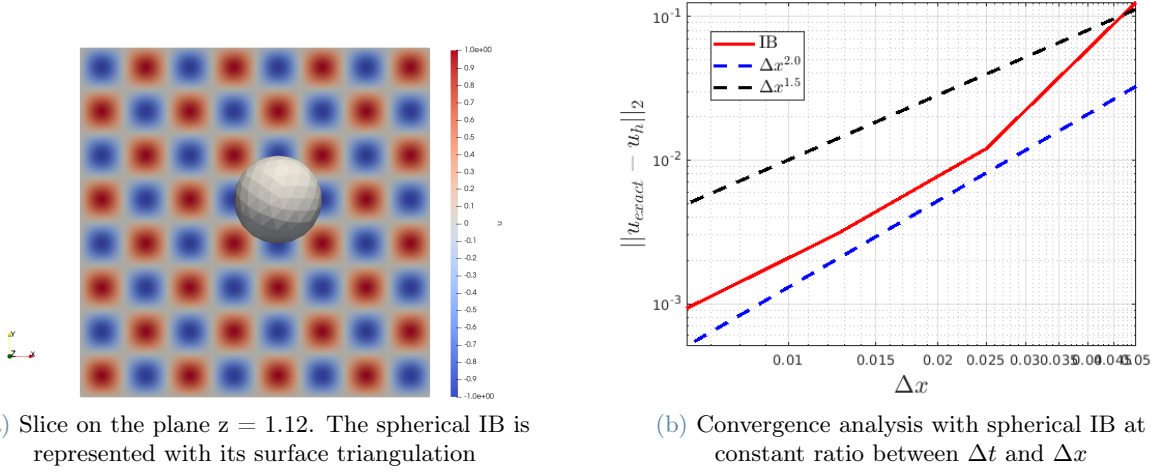 1.0e+00
0.9
0.8
0.7
0.6
0.5
0.4
0.3
0.2
0.1
0
-0.1
-0.2
-0.3
-0.4
-0.5
-0.6
-0.7
-0.8
-0.9
-1.0e+00
u
Y
Z X
) Slice on the plane z = 1.12. The spherical IB is
represented with its surface triangulation
10⁻¹
10⁻²
10⁻³
||u_exact − u_h||₂
IB
Δx^2.0
Δx^1.5
0.01 0.015 0.02 0.025 0.03 0.035 0.04 0.045 0.05
Δx
(b) Convergence analysis with spherical IB at
constant ratio between Δt and Δx